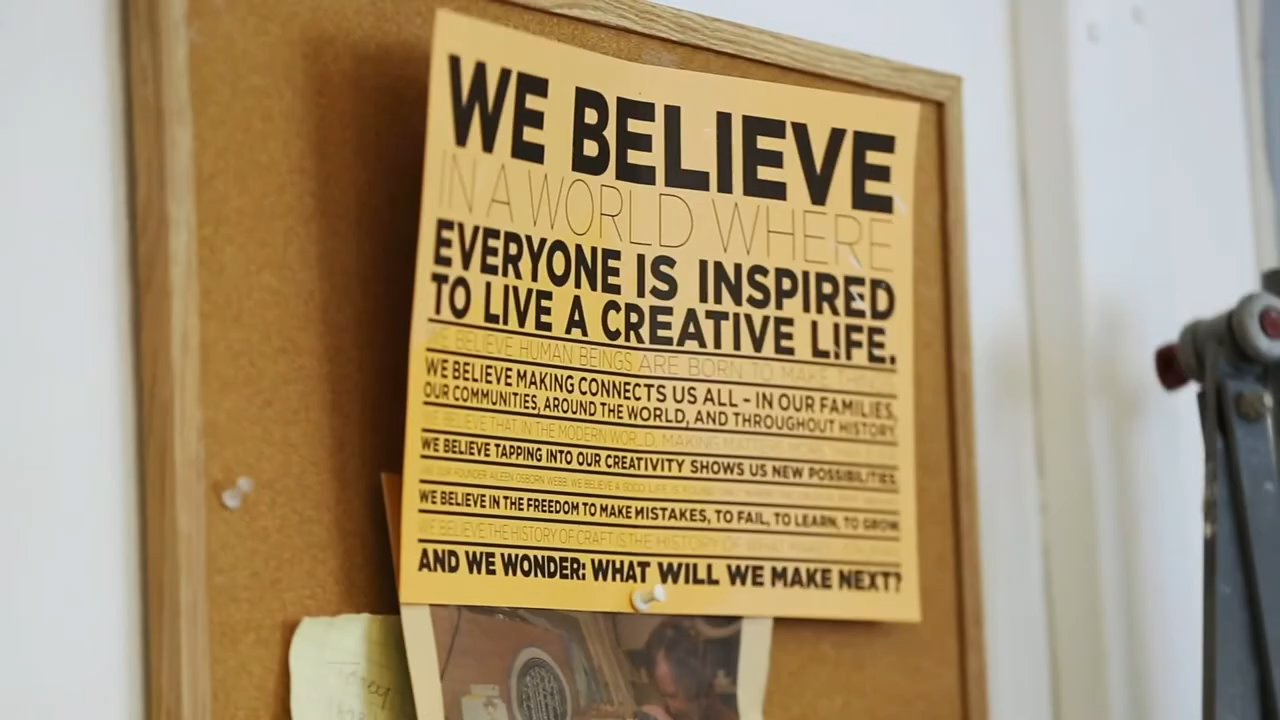 WE BELIEVE
IN A WORLD WHERE
EVERYONE IS INSPIRED
TO LIVE A CREATIVE LIFE.
WE BELIEVE HUMAN BEINGS ARE BORN TO MAKE THINGS.
WE BELIEVE MAKING CONNECTS US ALL – IN OUR FAMILIES,
OUR COMMUNITIES, AROUND THE WORLD, AND THROUGHOUT HISTORY.
WE BELIEVE THAT IN THE MODERN WORLD, MAKING
WE BELIEVE TAPPING INTO OUR CREATIVITY SHOWS US NEW POSSIBILITIES.
OUR FOUNDER AILEEN OSBORN WEBB, WE BELIEVE A GOOD LIFE IS
WE BELIEVE IN THE FREEDOM TO MAKE MISTAKES, TO FAIL, TO LEARN, TO GROW.
WE BELIEVE THE HISTORY OF CRAFT IS THE HISTORY OF
AND WE WONDER: WHAT WILL WE MAKE NEXT?